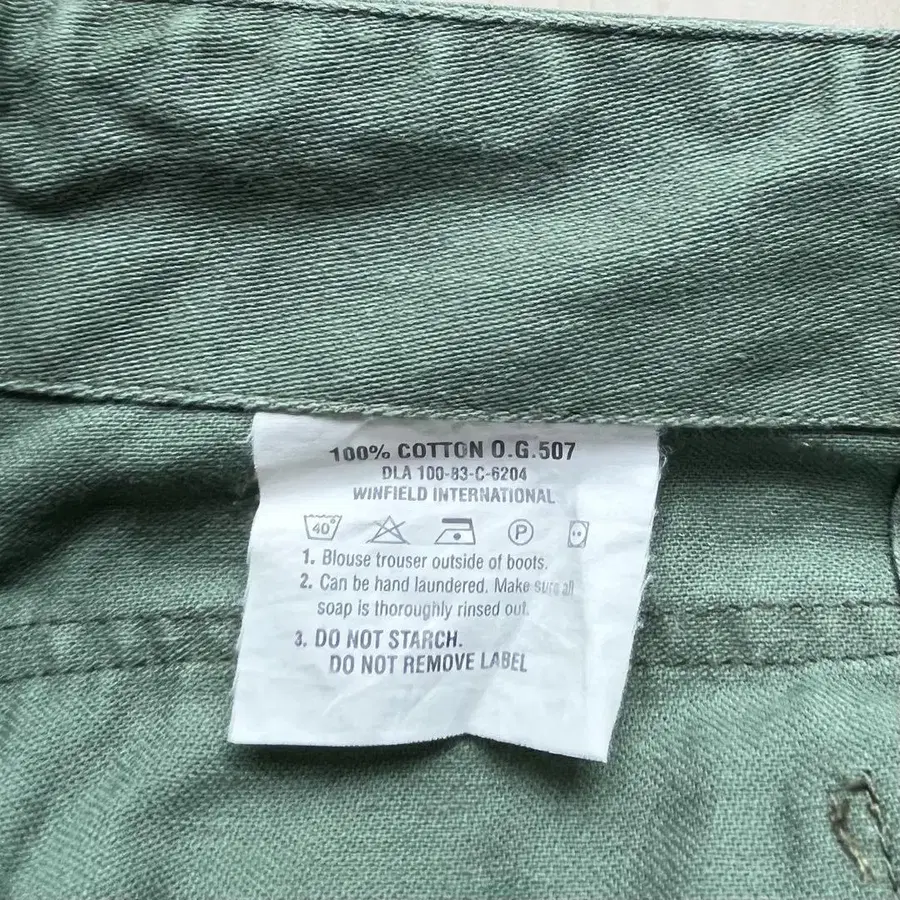 100% COTTON O.G.507
DLA 100-83-C-6204
WINFIELD INTERNATIONAL
40° P
1. Blouse trouser outside of boots.
2. Can be hand laundered. Make sure all
soap is thoroughly rinsed out.
3. DO NOT STARCH.
DO NOT REMOVE LABEL